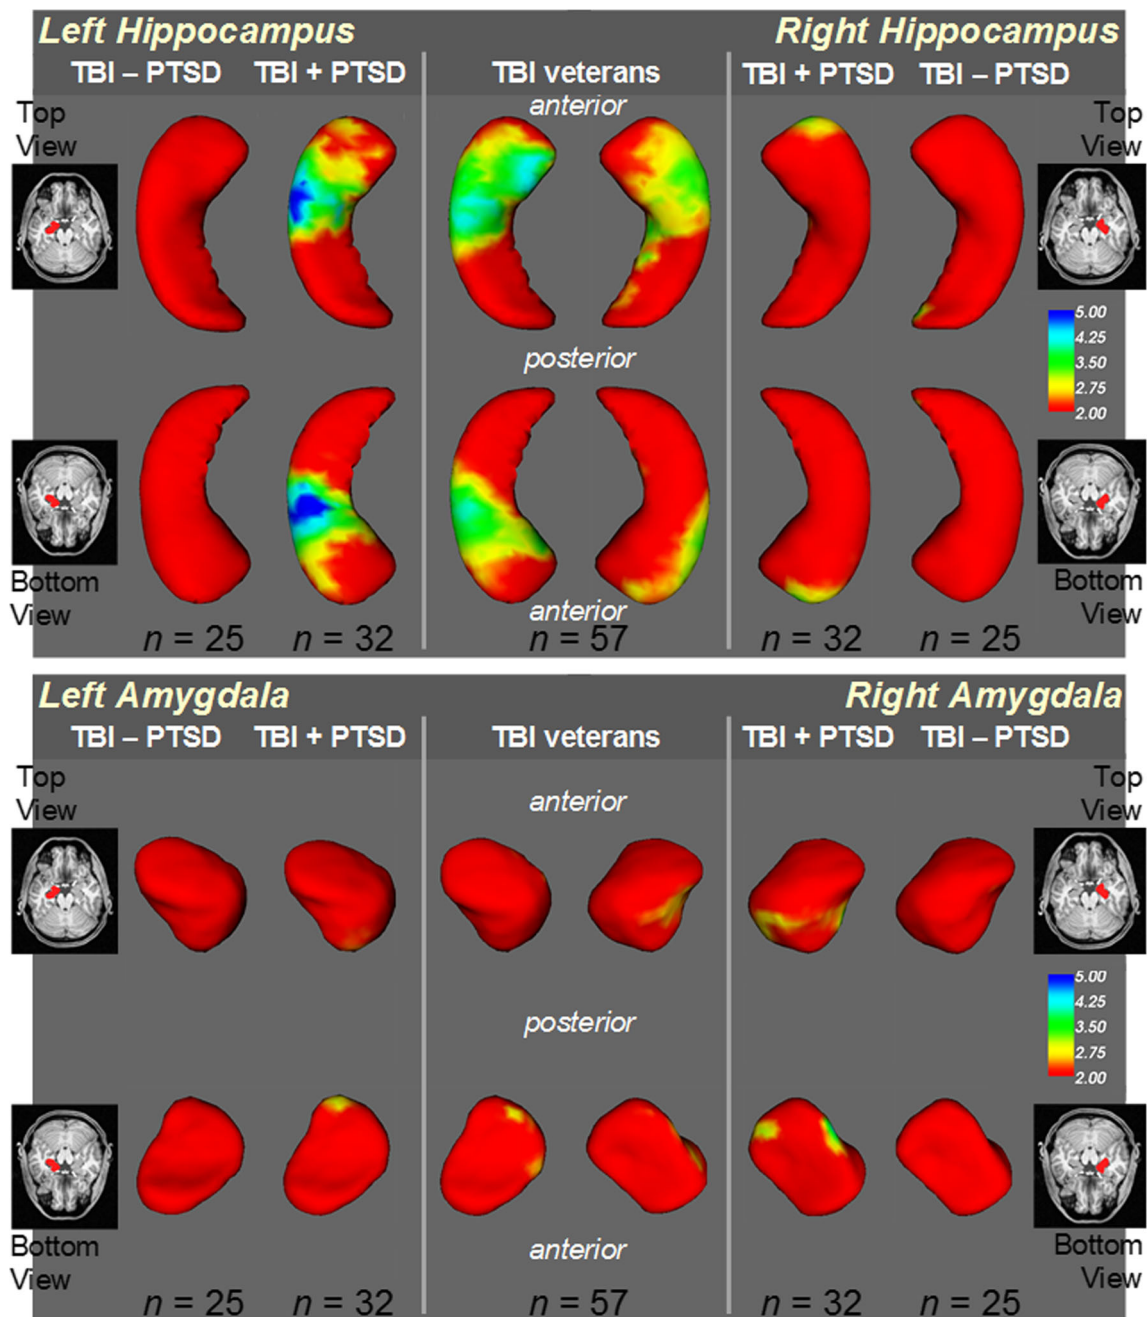 Left Hippocampus Right Hippocampus
TBI – PTSD TBI + PTSD TBI veterans TBI + PTSD TBI – PTSD
anterior
Top
View
Top
View
5.00
4.25
3.50
2.75
2.00
posterior
Bottom
View
Bottom
View
anterior
n = 25 n = 32 n = 57 n = 32 n = 25
Left Amygdala Right Amygdala
TBI – PTSD TBI + PTSD TBI veterans TBI + PTSD TBI – PTSD
Top
View
Top
View
anterior
5.00
4.25
3.50
2.75
2.00
posterior
Bottom
View
Bottom
View
anterior
n = 25 n = 32 n = 57 n = 32 n = 25